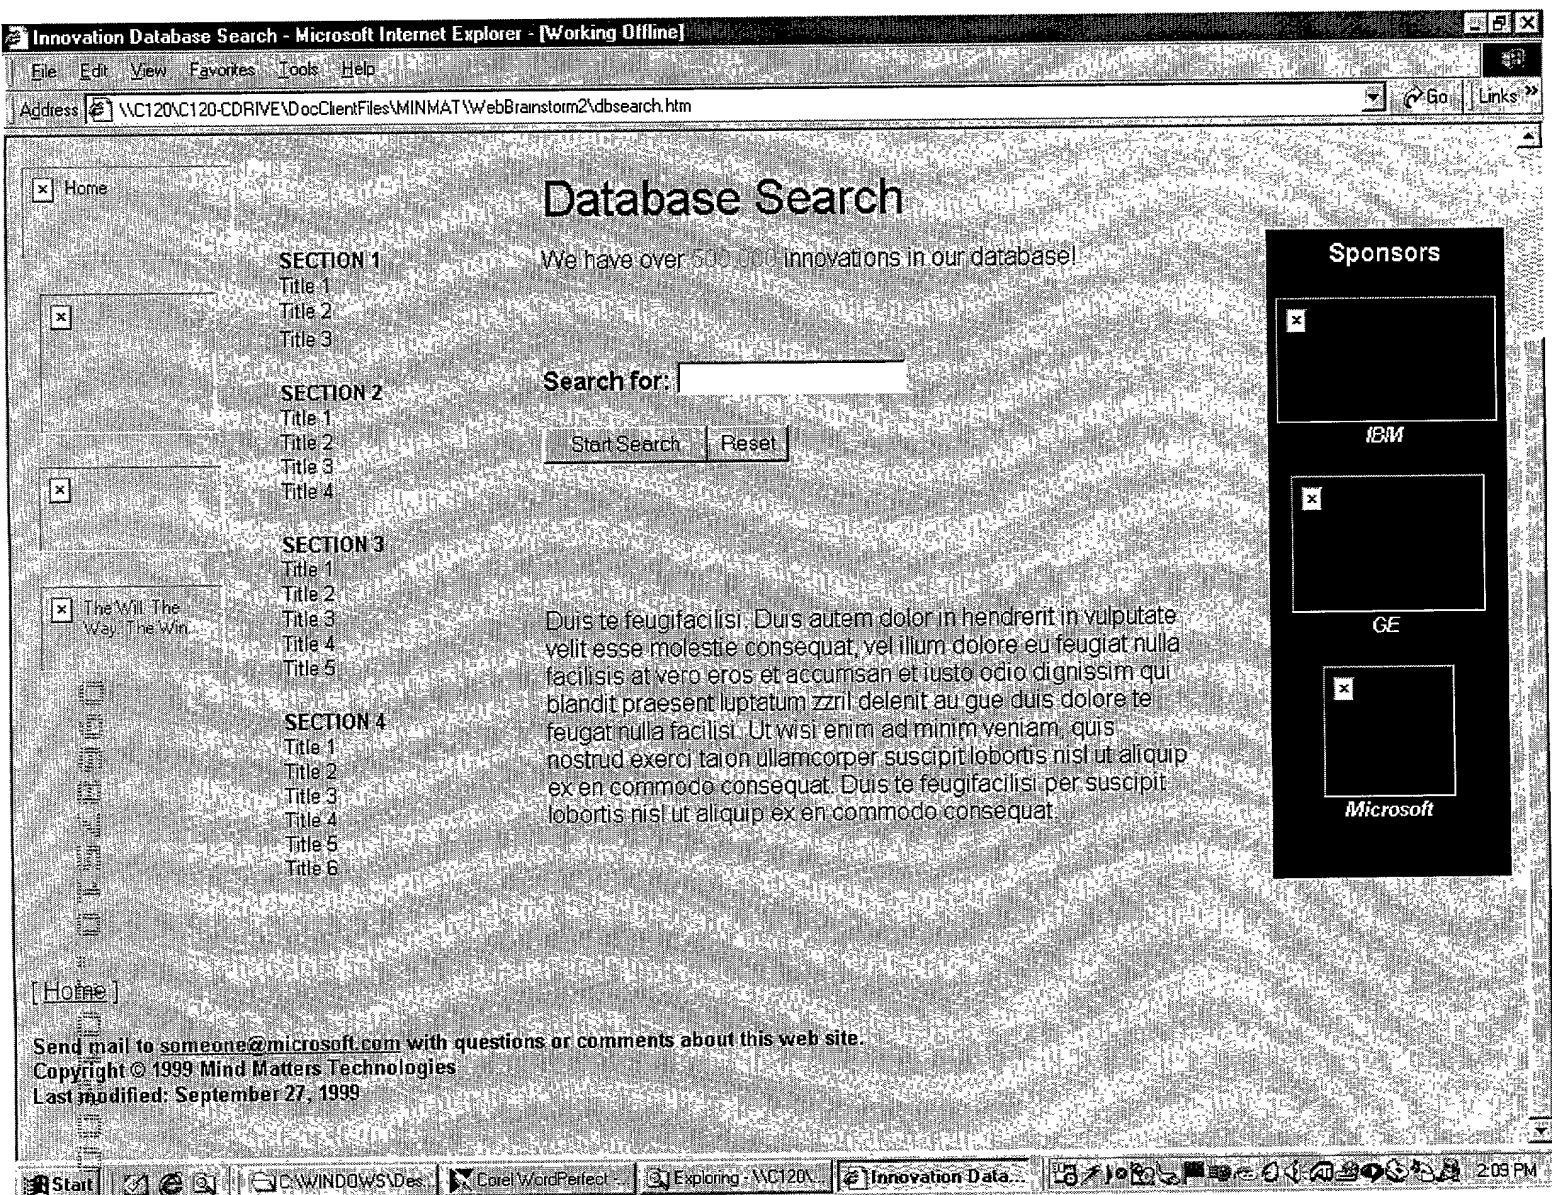 Innovation Database Search - Microsoft Internet Explorer - [Working Offline]
File Edit View Favorites Tools Help
Address \\C120\C120-CDRIVE\DocClientFiles\MINMAT\WebBrainstorm2\dbsearch.htm Go Links »
Home
SECTION 1
Title 1
Title 2
Title 3
SECTION 2
Title 1
Title 2
Title 3
Title 4
SECTION 3
Title 1
Title 2
Title 3
Title 4
Title 5
SECTION 4
Title 1
Title 2
Title 3
Title 4
Title 5
Title 6
The Will. The
Way. The Win...
Database Search
We have over 500,000 innovations in our database!
Search for:
Start Search Reset
Duis te feugifacilisi. Duis autem dolor in hendrerit in vulputate
velit esse molestie consequat, vel illum dolore eu feugiat nulla
facilisis at vero eros et accumsan et iusto odio dignissim qui
blandit praesent luptatum zzril delenit au gue duis dolore te
feugat nulla facilisi. Ut wisi enim ad minim veniam, quis
nostrud exerci taion ullamcorper suscipit lobortis nisl ut aliquip
ex en commodo consequat. Duis te feugifacilisi per suscipit
lobortis nisl ut aliquip ex en commodo consequat.
Sponsors
IBM
GE
Microsoft
[ Home ]
Send mail to someone@microsoft.com with questions or comments about this web site.
Copyright © 1999 Mind Matters Technologies
Last modified: September 27, 1999
Start C:\WINDOWS\Des... Corel WordPerfect -... Exploring - \\C120\... Innovation Data... 2:09 PM